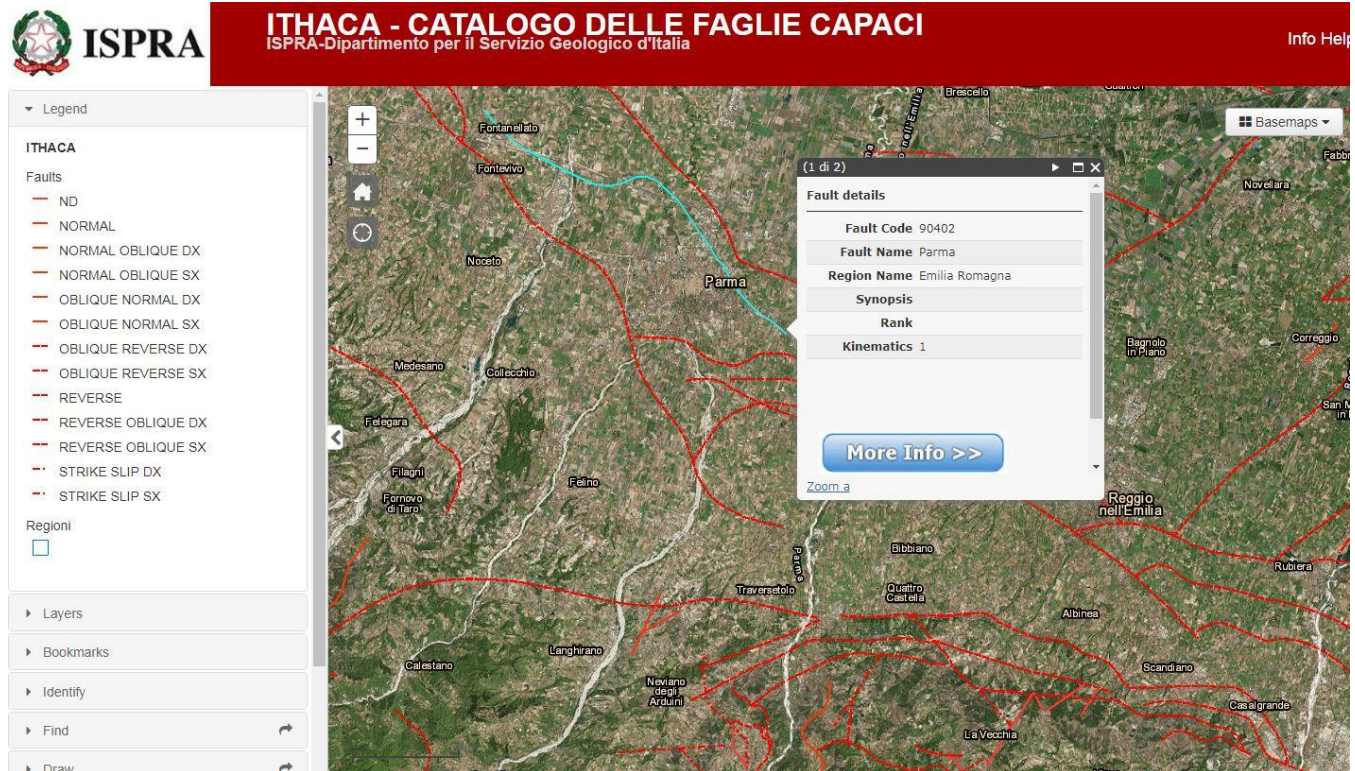 ISPRA
ITHACA - CATALOGO DELLE FAGLIE CAPACI
ISPRA-Dipartimento per il Servizio Geologico d'Italia
Info Help
Legend
ITHACA
Faults
ND
NORMAL
NORMAL OBLIQUE DX
NORMAL OBLIQUE SX
OBLIQUE NORMAL DX
OBLIQUE NORMAL SX
OBLIQUE REVERSE DX
OBLIQUE REVERSE SX
REVERSE
REVERSE OBLIQUE DX
REVERSE OBLIQUE SX
STRIKE SLIP DX
STRIKE SLIP SX
Regioni
Layers
Bookmarks
Identify
Find
Draw
+
−
Basemaps
Brescello
Fontanellato
Fontevivo
Noceto
Parma
Novellara
Medesano
Collecchio
Felegara
Filagni
Fornovo
di Taro
Felino
Bagnolo
in Piano
Correggio
Reggio
nell'Emilia
Bibbiano
Rubiera
Parma
Traversetolo
Quattro
Castella
Albinea
Langhirano
Calestano
Scandiano
Neviano
degli
Arduini
Casalgrande
La Vecchia
(1 di 2)
Fault details
Fault Code 90402
Fault Name Parma
Region Name Emilia Romagna
Synopsis
Rank
Kinematics 1
More Info >>
Zoom a